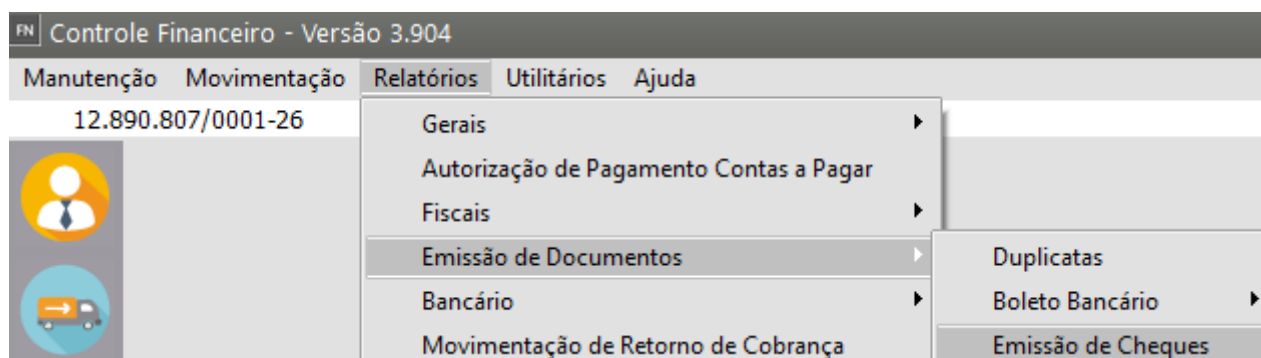 FN Controle Financeiro - Versão 3.904
Manutenção Movimentação Relatórios Utilitários Ajuda
12.890.807/0001-26
Gerais
Autorização de Pagamento Contas a Pagar
Fiscais
Emissão de Documentos
Bancário
Movimentação de Retorno de Cobrança
Duplicatas
Boleto Bancário
Emissão de Cheques